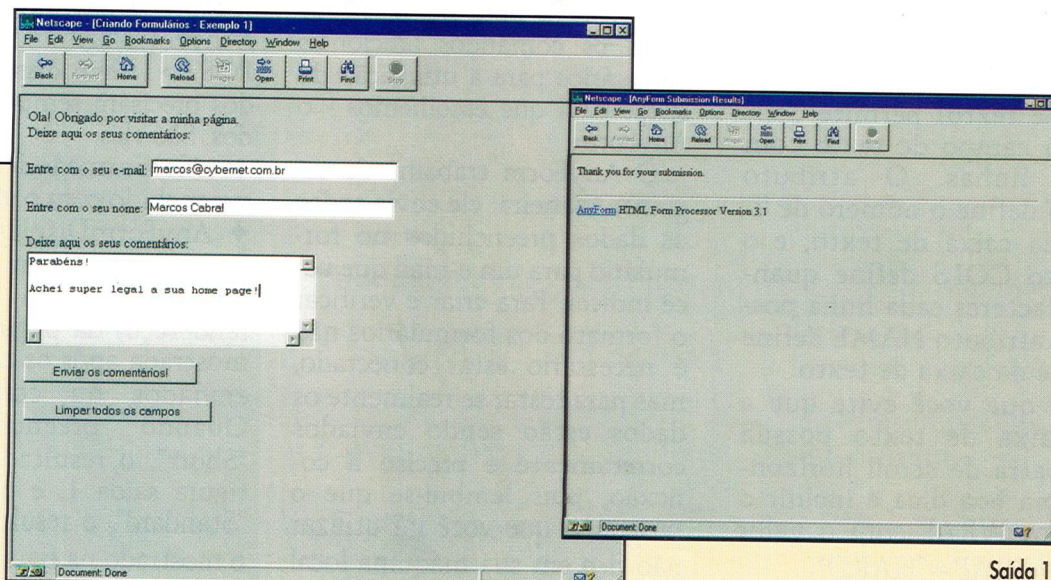 Netscape - [Criando Formulários - Exemplo 1]
File Edit View Go Bookmarks Options Directory Window Help
Back Forward Home Reload Images Open Print Find Stop
Ola! Obrigado por visitar a minha página.
Deixe aqui os seus comentários:
Entre com o seu e-mail: marcos@cybernet.com.br
Entre com o seu nome: Marcos Cabral
Deixe aqui os seus comentários:
Parabéns!
Achei super legal a sua home page!
Enviar os comentários!
Limpar todos os campos
Document: Done
Netscape - [AnyForm Submission Results]
File Edit View Go Bookmarks Options Directory Window Help
Back Forward Home Reload Images Open Print Find Stop
Thank you for your submission.
AnyForm HTML Form Processor Version 3.1
Document: Done
Saída 1